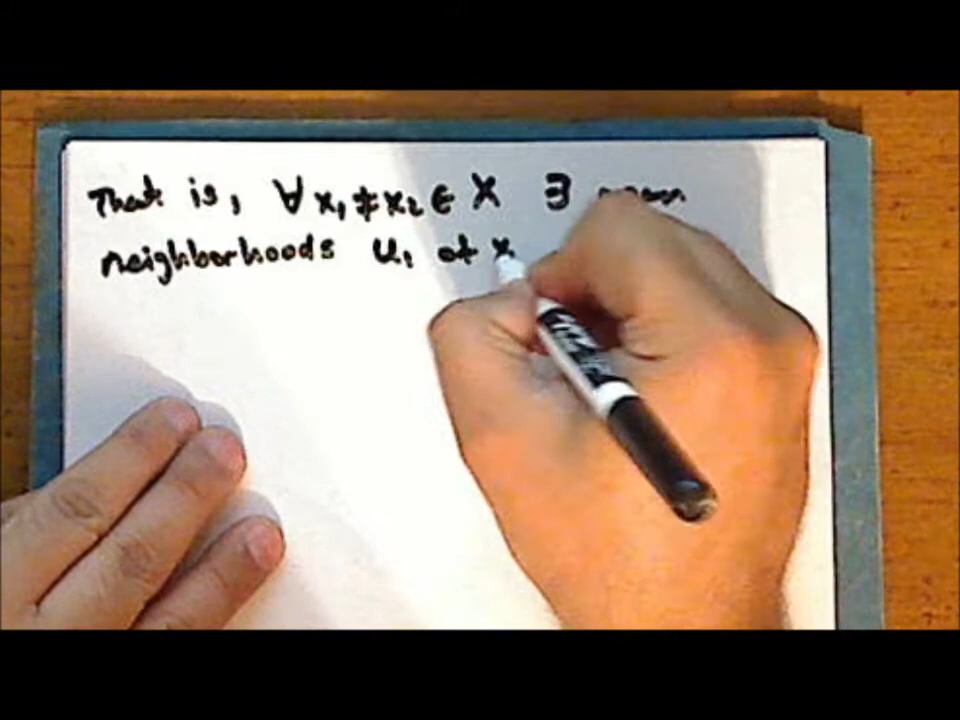 That is, ∀ x₁ ≠ x₂ ∈ X ∃
neighborhoods U₁ of x